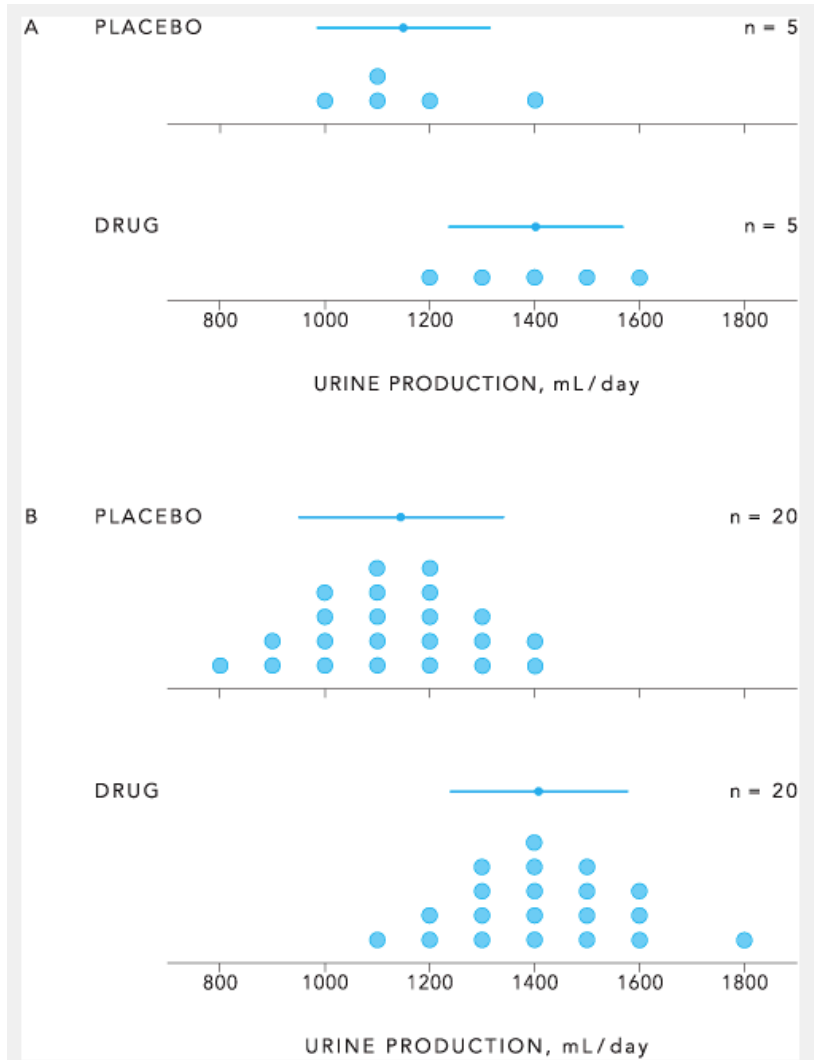 A PLACEBO n = 5
DRUG n = 5
800 1000 1200 1400 1600 1800
URINE PRODUCTION, mL/day
B PLACEBO n = 20
DRUG n = 20
800 1000 1200 1400 1600 1800
URINE PRODUCTION, mL/day